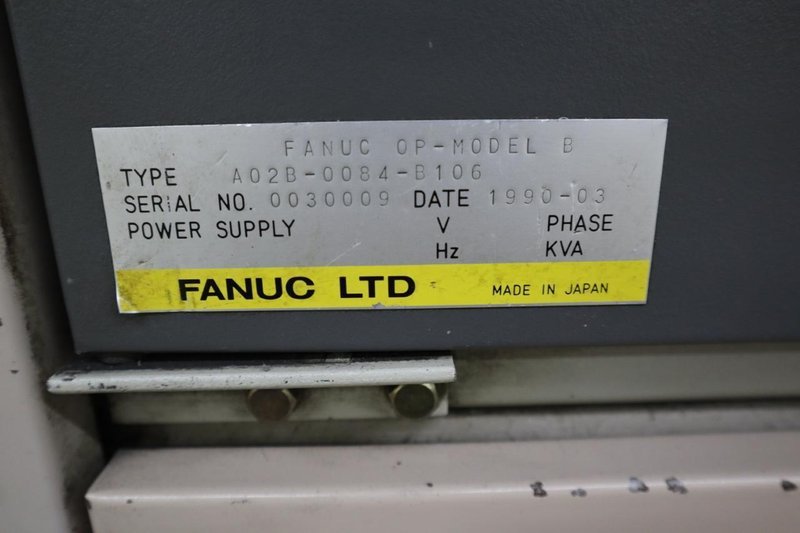 FANUC OP-MODEL B
TYPE A02B-0084-B106
SERIAL NO. 0030009 DATE 1990-03
POWER SUPPLY V PHASE
Hz KVA
FANUC LTD MADE IN JAPAN